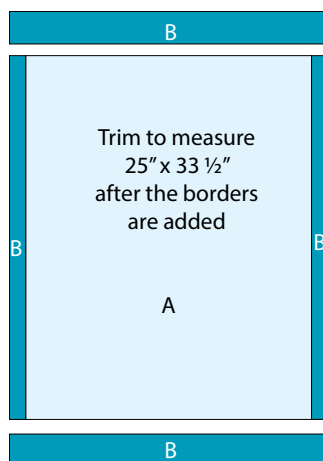 B
Trim to measure
25” x 33 ½”
after the borders
are added
B
B
A
B